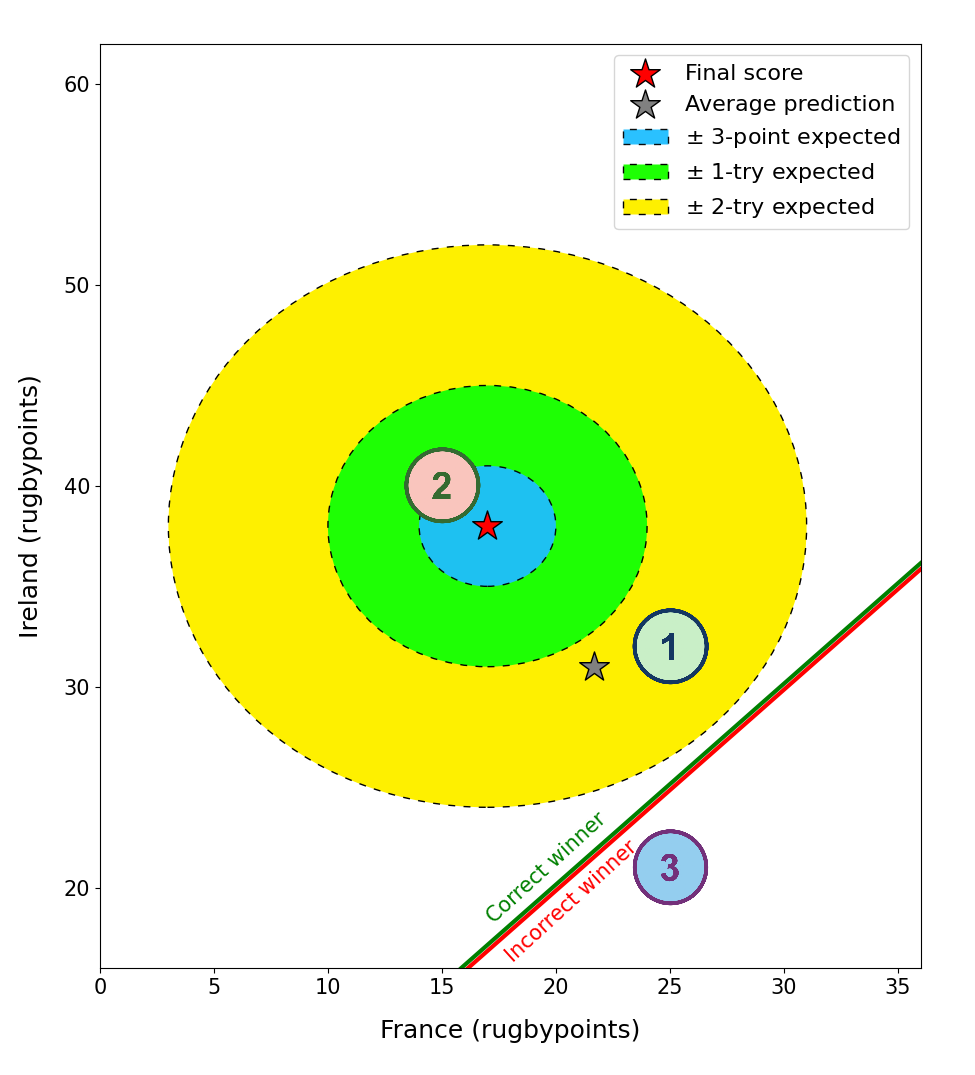 Final score
Average prediction
± 3-point expected
± 1-try expected
± 2-try expected
60
50
40
30
20
Ireland (rugbypoints)
2
1
3
Correct winner
Incorrect winner
0 5 10 15 20 25 30 35
France (rugbypoints)